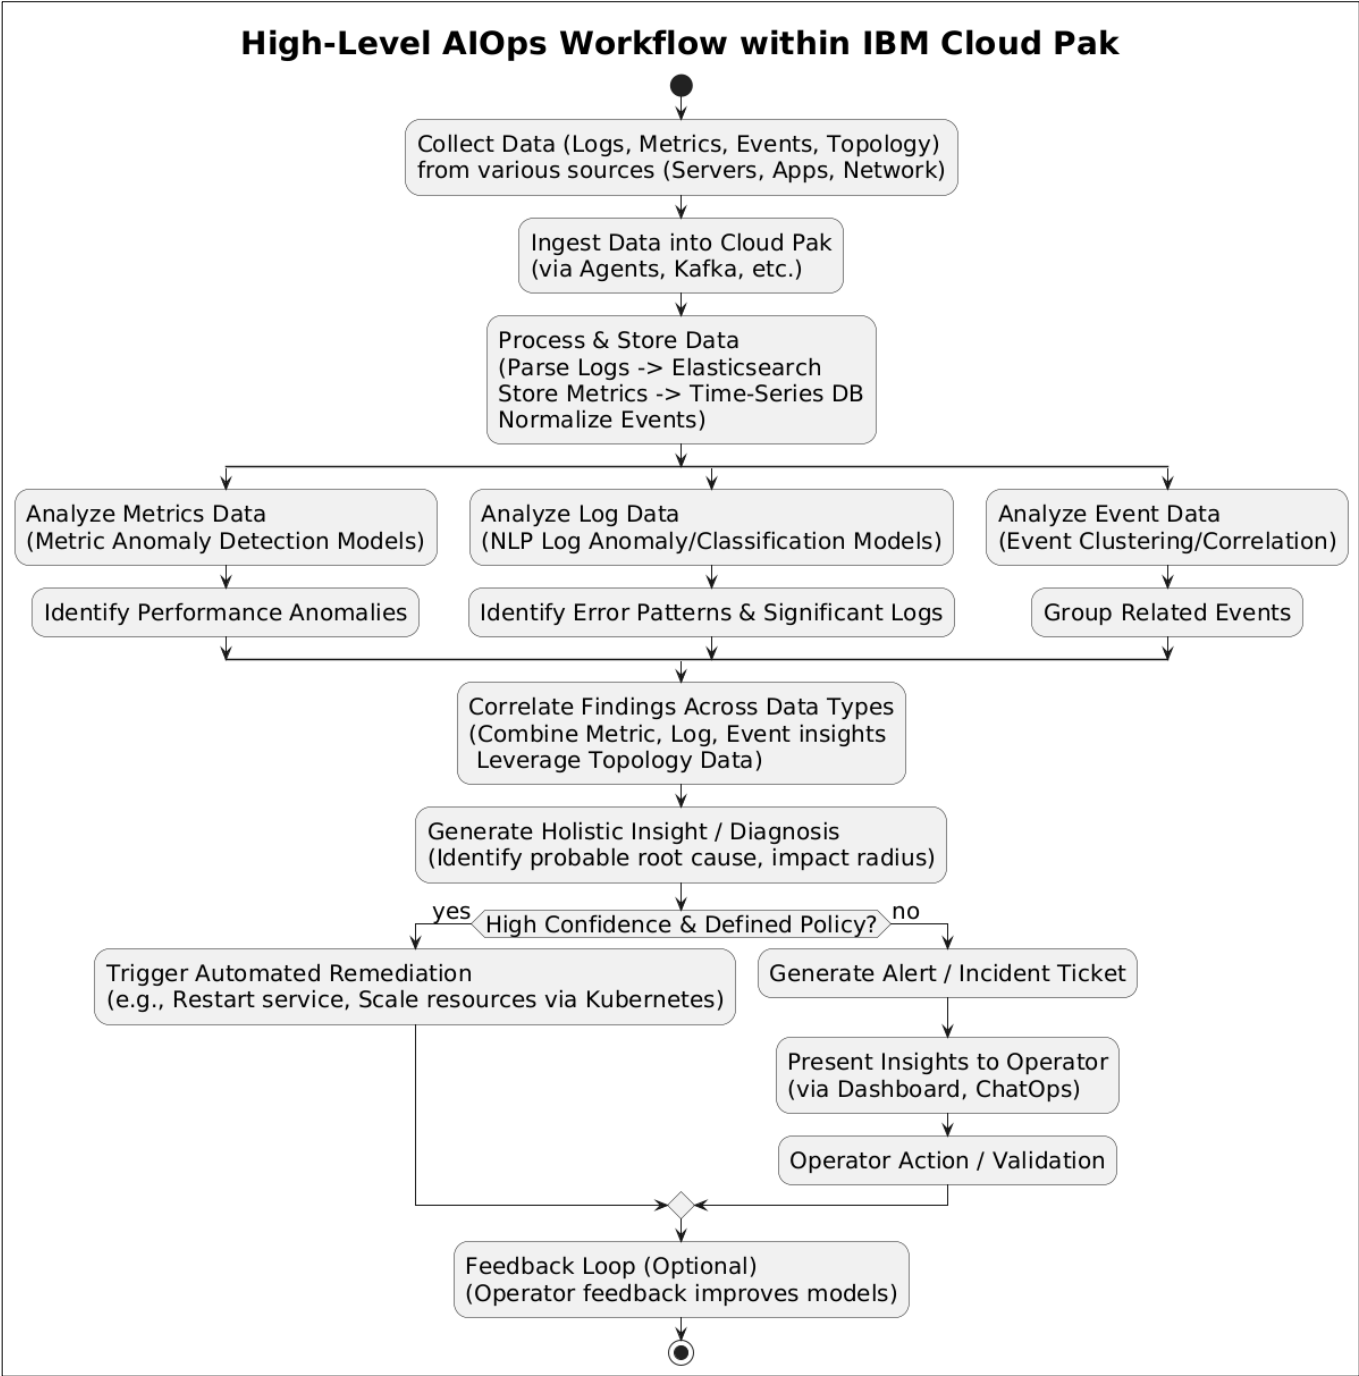 High-Level AIOps Workflow within IBM Cloud Pak
Collect Data (Logs, Metrics, Events, Topology)
from various sources (Servers, Apps, Network)
Ingest Data into Cloud Pak
(via Agents, Kafka, etc.)
Process & Store Data
(Parse Logs -> Elasticsearch
Store Metrics -> Time-Series DB
Normalize Events)
Analyze Metrics Data
(Metric Anomaly Detection Models)
Identify Performance Anomalies
Analyze Log Data
(NLP Log Anomaly/Classification Models)
Identify Error Patterns & Significant Logs
Analyze Event Data
(Event Clustering/Correlation)
Group Related Events
Correlate Findings Across Data Types
(Combine Metric, Log, Event insights
Leverage Topology Data)
Generate Holistic Insight / Diagnosis
(Identify probable root cause, impact radius)
High Confidence & Defined Policy?
yes
Trigger Automated Remediation
(e.g., Restart service, Scale resources via Kubernetes)
no
Generate Alert / Incident Ticket
Present Insights to Operator
(via Dashboard, ChatOps)
Operator Action / Validation
Feedback Loop (Optional)
(Operator feedback improves models)